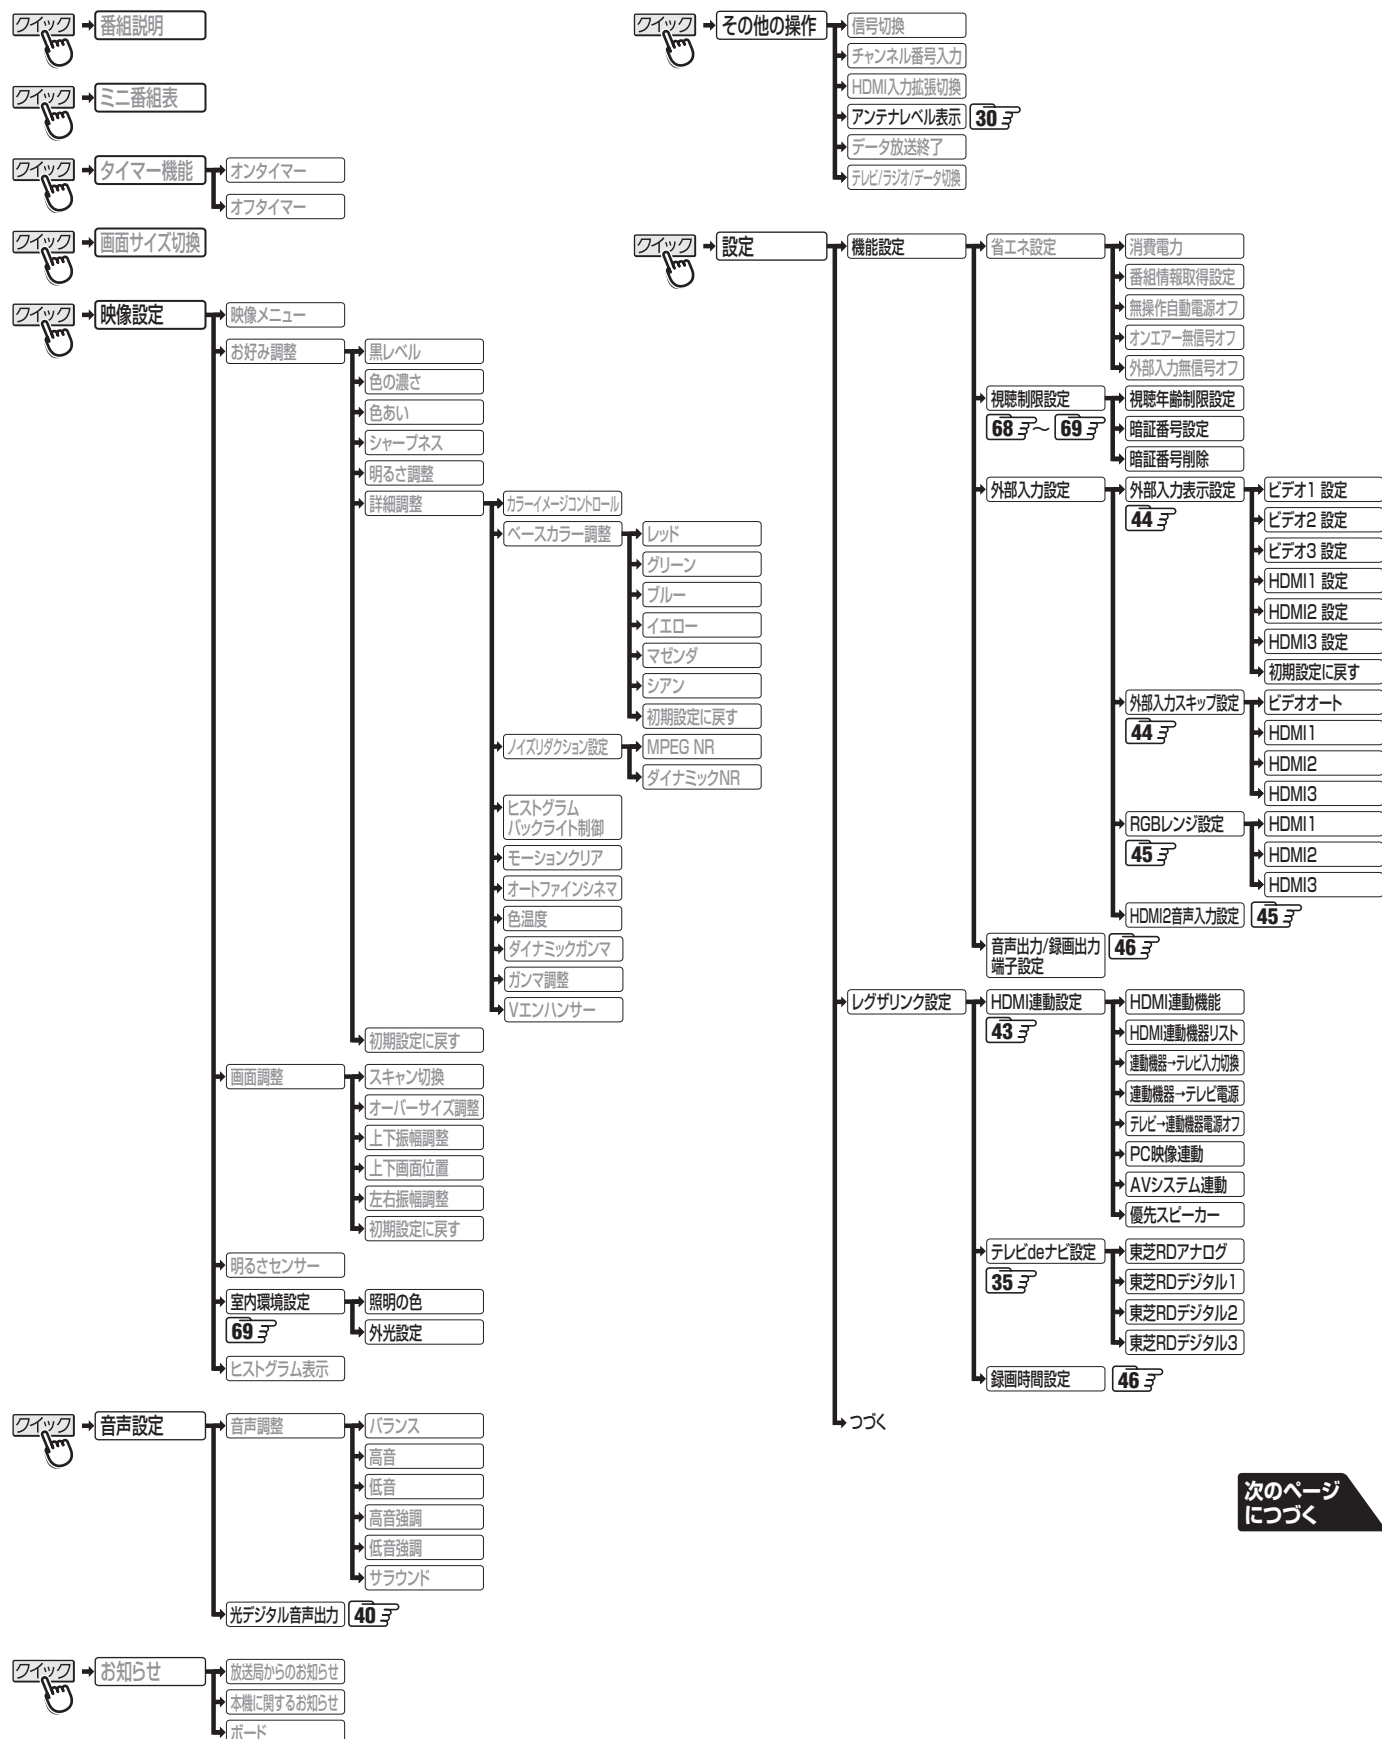 クイック
番組説明
クイック
ミニ番組表
クイック
タイマー機能
オンタイマー
オフタイマー
クイック
画面サイズ切換
クイック
映像設定
映像メニュー
お好み調整
黒レベル
色の濃さ
色あい
シャープネス
明るさ調整
詳細調整
カラーイメージコントロール
ベースカラー調整
レッド
グリーン
ブルー
イエロー
マゼンダ
シアン
初期設定に戻す
ノイズリダクション設定
MPEG NR
ダイナミックNR
ヒストグラム
バックライト制御
モーションクリア
オートファインシネマ
色温度
ダイナミックガンマ
ガンマ調整
Vエンハンサー
初期設定に戻す
画面調整
スキャン切換
オーバーサイズ調整
上下振幅調整
上下画面位置
左右振幅調整
初期設定に戻す
明るさセンサー
室内環境設定
69
照明の色
外光設定
ヒストグラム表示
クイック
音声設定
音声調整
バランス
高音
低音
高音強調
低音強調
サラウンド
光デジタル音声出力 40
クイック
お知らせ
放送局からのお知らせ
本機に関するお知らせ
ボード
クイック
その他の操作
信号切換
チャンネル番号入力
HDMI入力拡張切換
アンテナレベル表示 30
データ放送終了
テレビ/ラジオ/データ切換
クイック
設定
機能設定
省エネ設定
消費電力
番組情報取得設定
無操作自動電源オフ
オンエアー無信号オフ
外部入力無信号オフ
視聴制限設定
68 ～ 69
視聴年齢制限設定
暗証番号設定
暗証番号削除
外部入力設定
外部入力表示設定
44
ビデオ1 設定
ビデオ2 設定
ビデオ3 設定
HDMI1 設定
HDMI2 設定
HDMI3 設定
初期設定に戻す
外部入力スキップ設定
44
ビデオオート
HDMI1
HDMI2
HDMI3
RGBレンジ設定
45
HDMI1
HDMI2
HDMI3
HDMI2音声入力設定 45
音声出力/録画出力
端子設定
46
レグザリンク設定
HDMI連動設定
43
HDMI連動機能
HDMI連動機器リスト
連動機器→テレビ入力切換
連動機器→テレビ電源
テレビ→連動機器電源オフ
PC映像連動
AVシステム連動
優先スピーカー
テレビdeナビ設定
35
東芝RDアナログ
東芝RDデジタル1
東芝RDデジタル2
東芝RDデジタル3
録画時間設定 46
つづく
次のページ
につづく